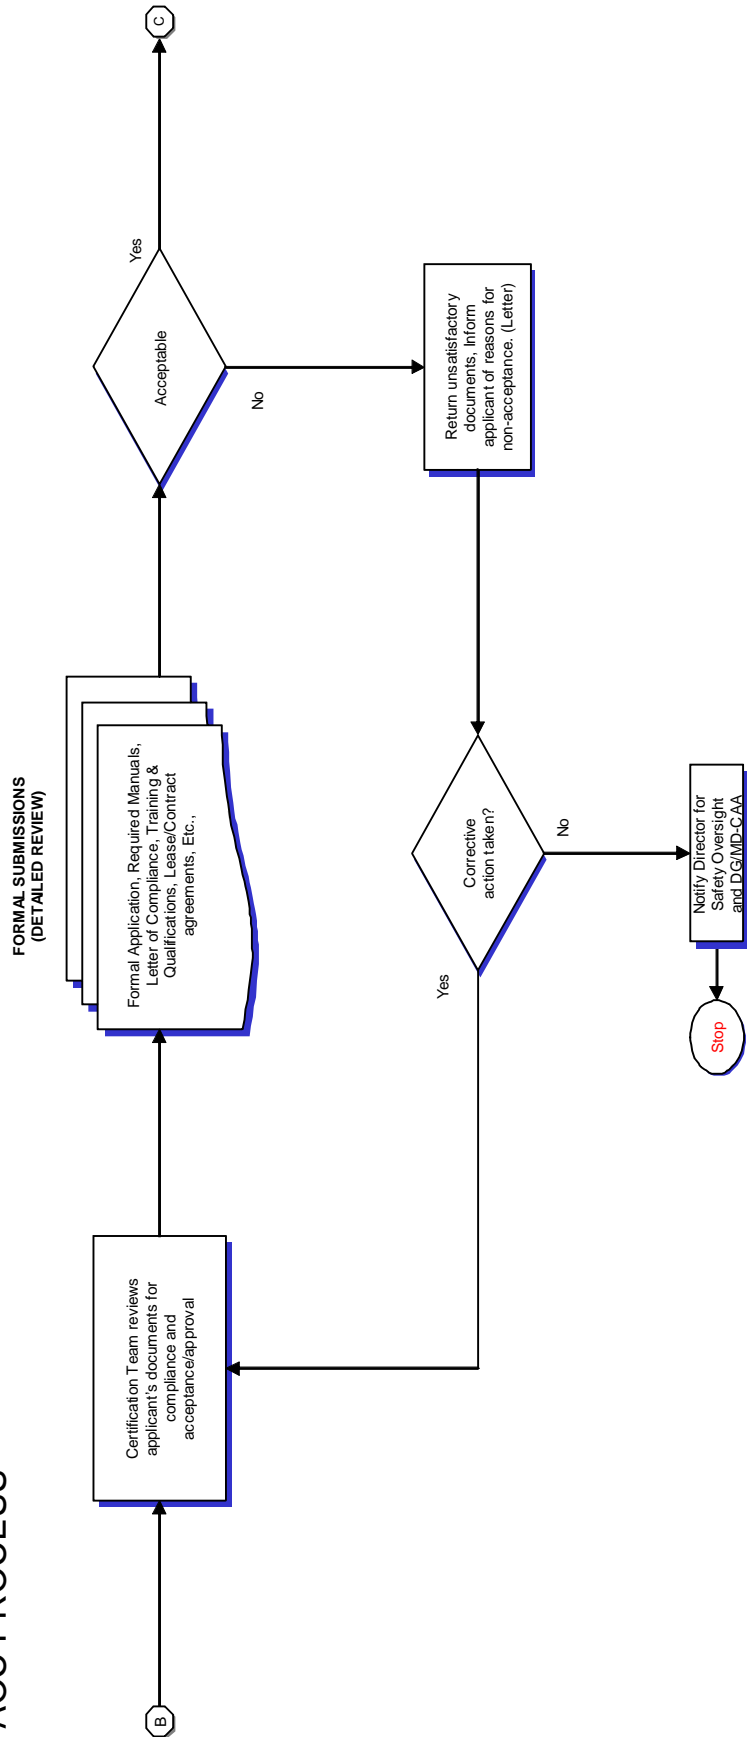 AOC PROCESS
FORMAL SUBMISSIONS
(DETAILED REVIEW)
B
Certification Team reviews
applicant's documents for
compliance and
acceptance/approval
Formal Application, Required Manuals,
Letter of Compliance, Training &
Qualifications, Lease/Contract
agreements, Etc.,
Acceptable
Yes
C
No
Return unsatisfactory
documents, Inform
applicant of reasons for
non-acceptance. (Letter)
Corrective
action taken?
Yes
No
Notify Director for
Safety Oversight
and DG/MD-CAA
Stop